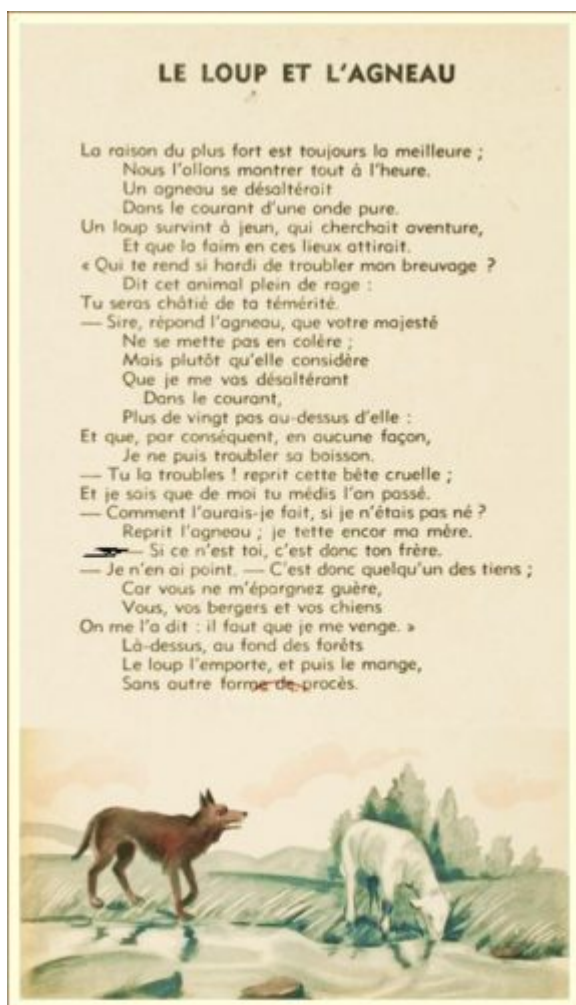 LE LOUP ET L'AGNEAU
La raison du plus fort est toujours la meilleure ;
Nous l'allons montrer tout à l'heure.
Un agneau se désaltérait
Dans le courant d'une onde pure.
Un loup survint à jeun, qui cherchait aventure,
Et que la faim en ces lieux attirait.
« Qui te rend si hardi de troubler mon breuvage ?
Dit cet animal plein de rage :
Tu seras châtié de ta témérité.
— Sire, répond l'agneau, que votre majesté
Ne se mette pas en colère ;
Mais plutôt qu'elle considère
Que je me vas désaltérant
Dans le courant,
Plus de vingt pas au-dessus d'elle :
Et que, par conséquent, en aucune façon,
Je ne puis troubler sa boisson.
— Tu la troubles ! reprit cette bête cruelle ;
Et je sais que de moi tu médis l'an passé.
— Comment l'aurais-je fait, si je n'étais pas né ?
Reprit l'agneau ; je tette encor ma mère.
— Si ce n'est toi, c'est donc ton frère.
— Je n'en ai point. — C'est donc quelqu'un des tiens ;
Car vous ne m'épargnez guère,
Vous, vos bergers et vos chiens
On me l'a dit : il faut que je me venge. »
Là-dessus, au fond des forêts
Le loup l'emporte, et puis le mange,
Sans autre forme de procès.